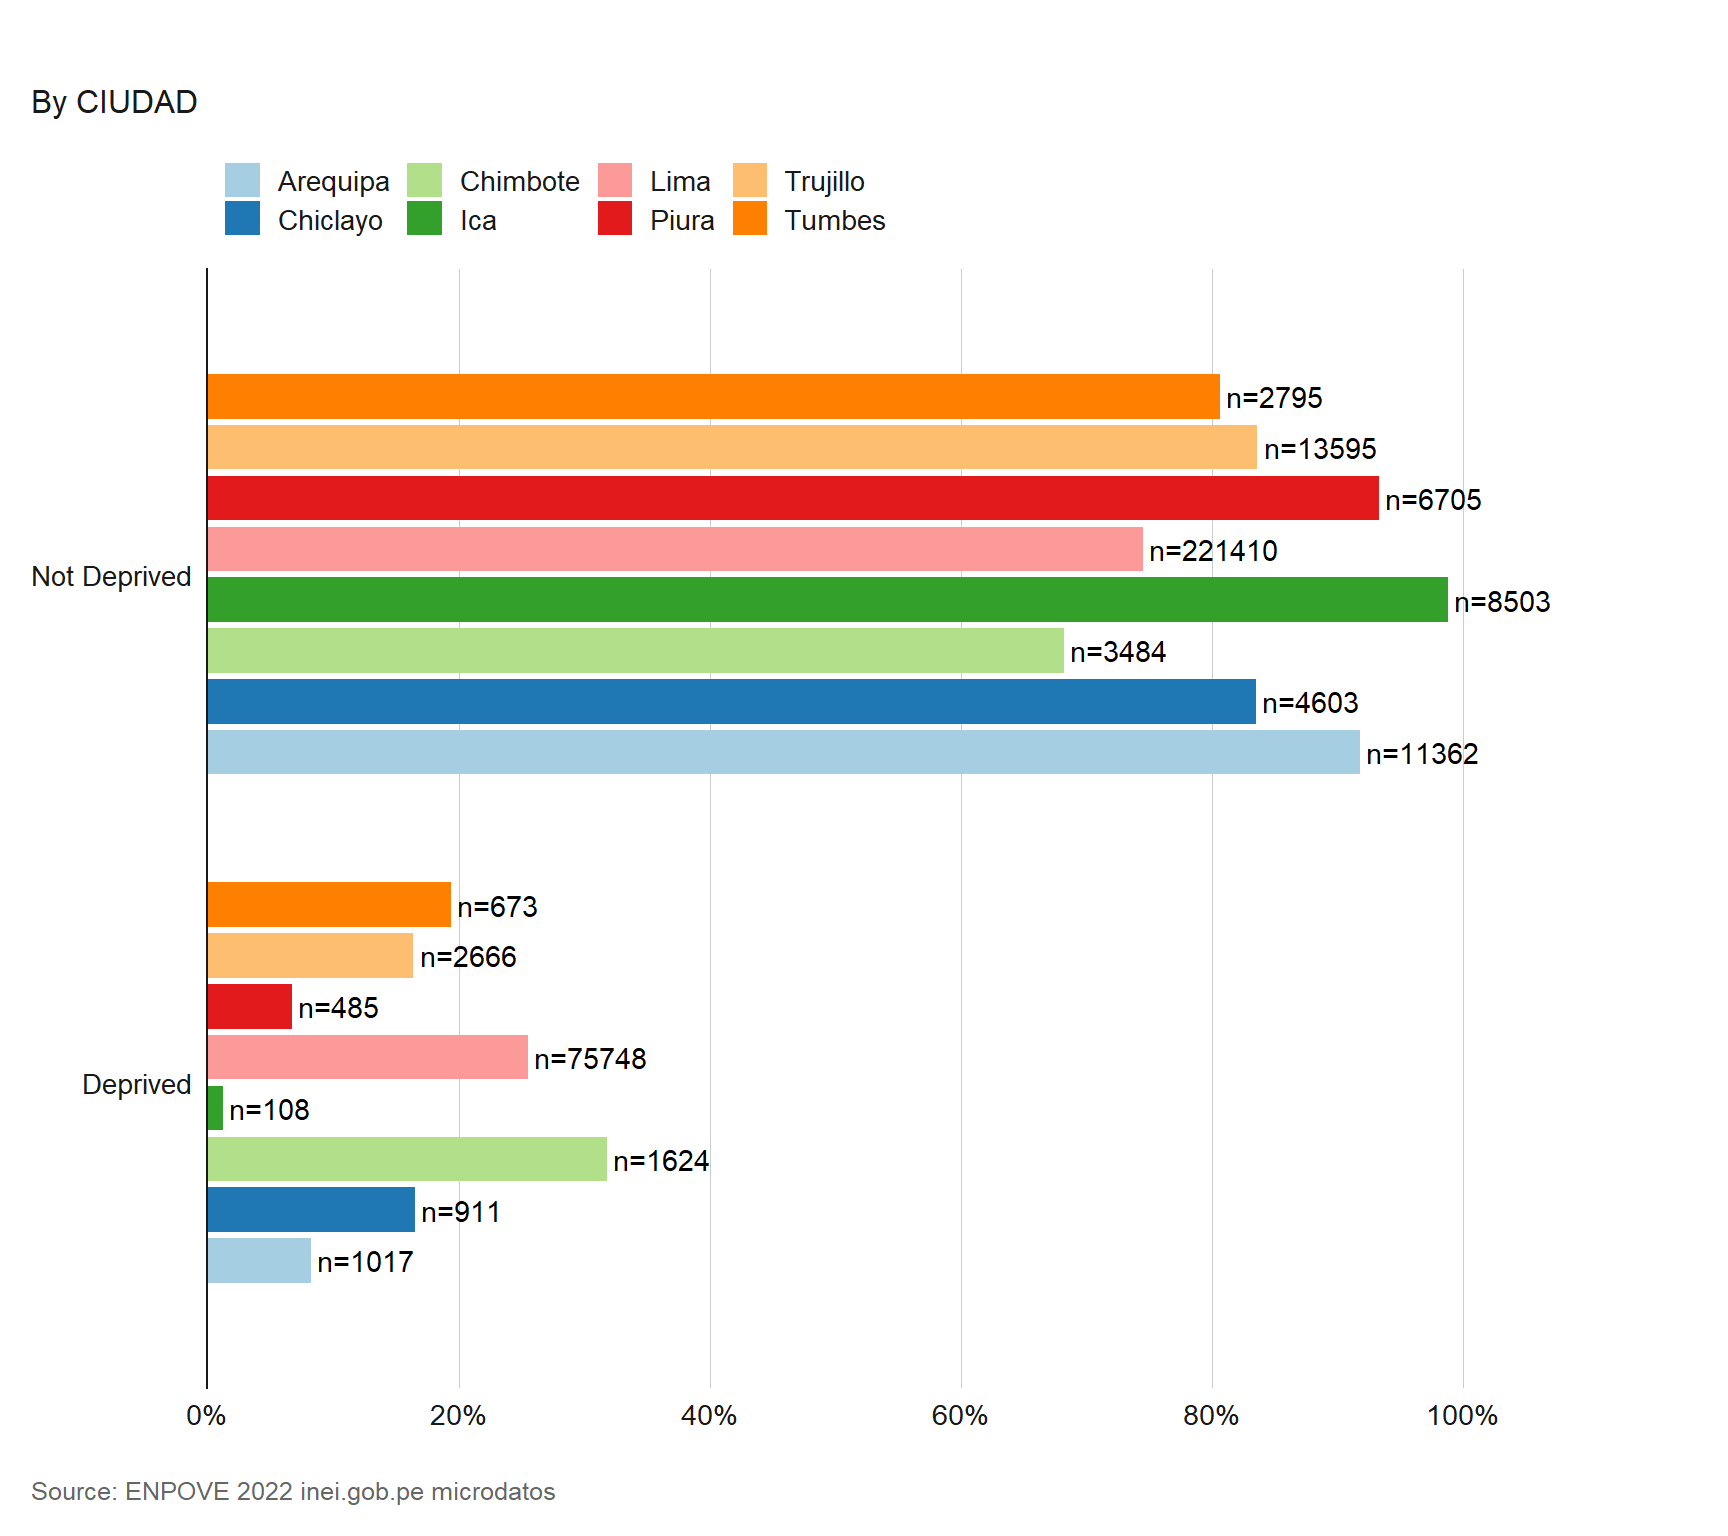 By CIUDAD
Arequipa Chimbote Lima Trujillo
Chiclayo Ica Piura Tumbes
n=2795
n=13595
n=6705
n=221410
Not Deprived
n=8503
n=3484
n=4603
n=11362
n=673
n=2666
n=485
n=75748
Deprived
n=108
n=1624
n=911
n=1017
0% 20% 40% 60% 80% 100%
Source: ENPOVE 2022 inei.gob.pe microdatos